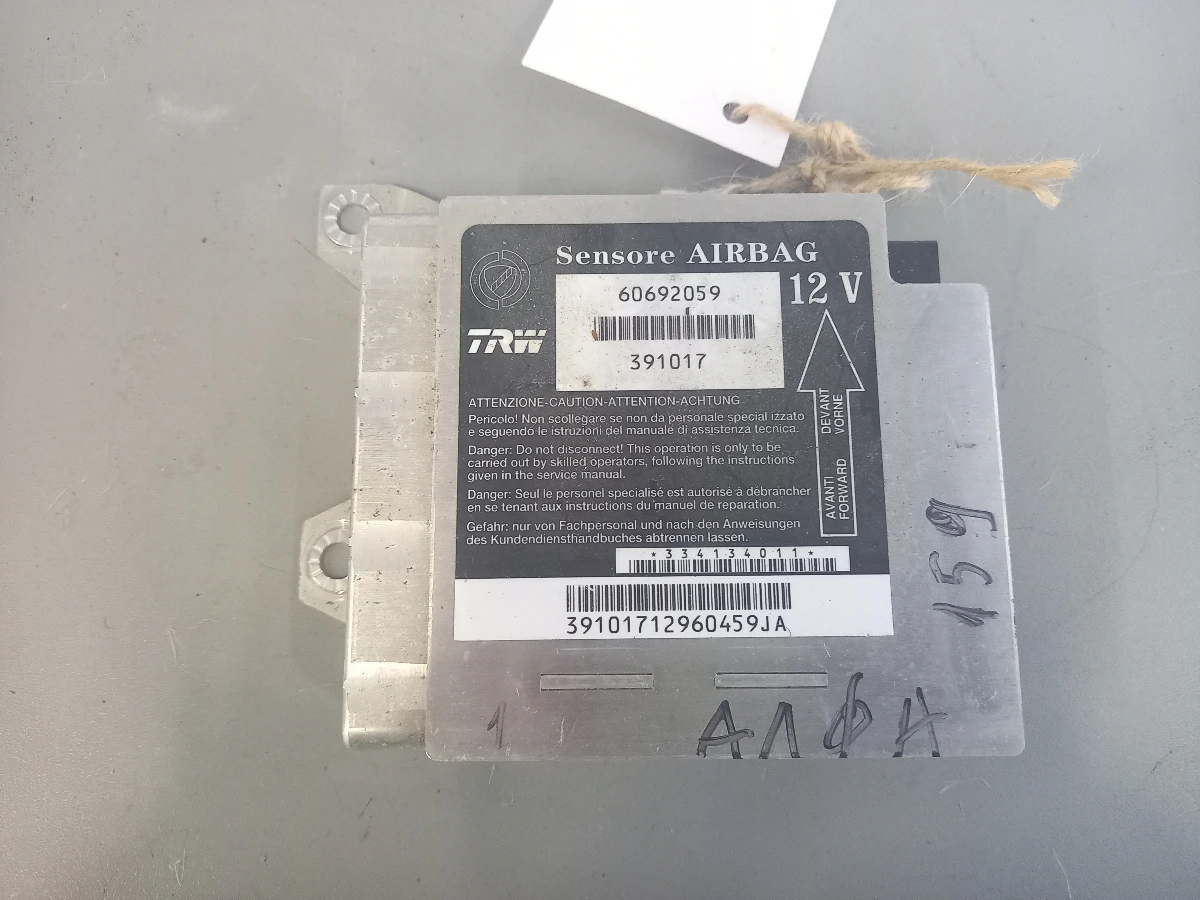 Sensore AIRBAG
12 V
60692059
391017
TRW
ATTENZIONE-CAUTION-ATTENTION-ACHTUNG
Pericolo! Non scollegare se non da personale special izzato
e seguendo le istruzioni del manuale di assistenza tecnica.
Danger: Do not disconnect! This operation is only to be
carried out by skilled operators, following the instructions
given in the service manual.
Danger: Seul le personel specialisé est autorisé à débrancher
en se tenant aux instructions du manuel de reparation.
Gefahr: nur von Fachpersonal und nach den Anweisungen
des Kundendiensthandbuches abtrennen lassen.
AVANTI DEVANT
FORWARD VORNE
*334134011*
39101712960459JA
159
1
АЛФА